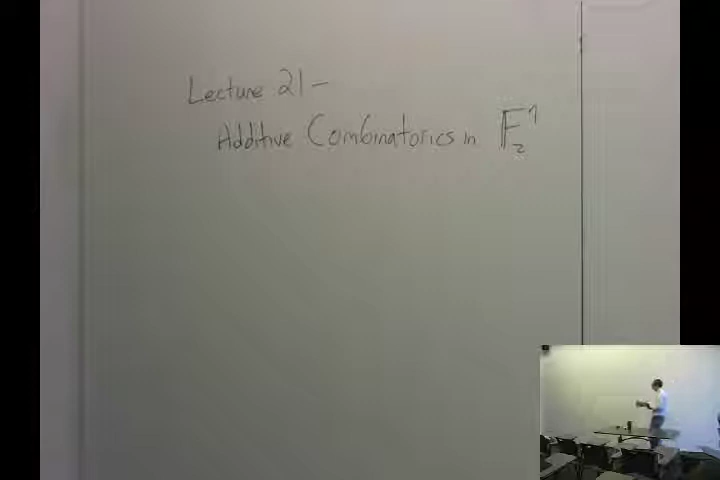 Lecture 21 –
Additive Combinatorics in 𝔽₂ⁿ